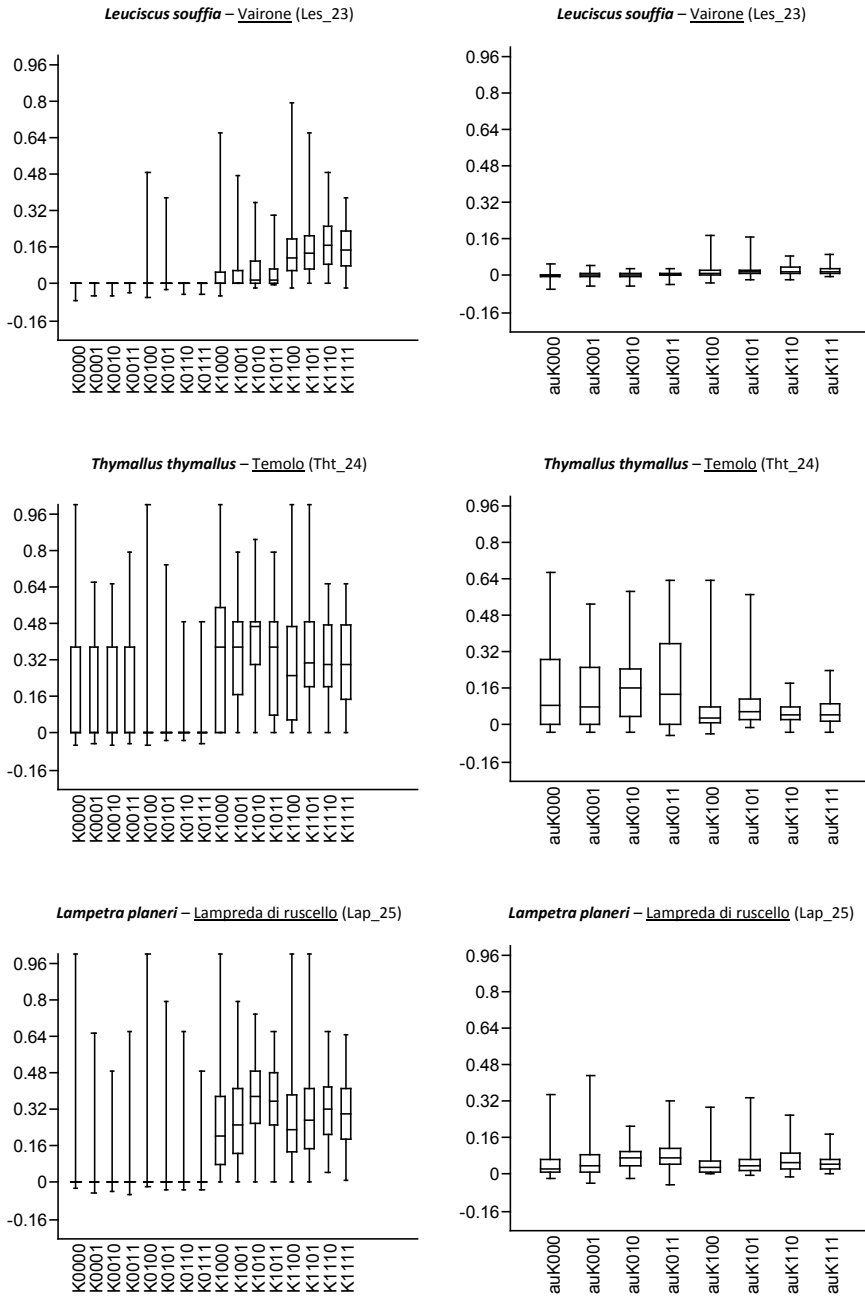 Leuciscus souffia – Vairone (Les_23)
0.96
0.8
0.64
0.48
0.32
0.16
0
-0.16
K0000
K0001
K0010
K0011
K0100
K0101
K0110
K0111
K1000
K1001
K1010
K1011
K1100
K1101
K1110
K1111
Leuciscus souffia – Vairone (Les_23)
0.96
0.8
0.64
0.48
0.32
0.16
0
-0.16
auK000
auK001
auK010
auK011
auK100
auK101
auK110
auK111
Thymallus thymallus – Temolo (Tht_24)
0.96
0.8
0.64
0.48
0.32
0.16
0
-0.16
K0000
K0001
K0010
K0011
K0100
K0101
K0110
K0111
K1000
K1001
K1010
K1011
K1100
K1101
K1110
K1111
Thymallus thymallus – Temolo (Tht_24)
0.96
0.8
0.64
0.48
0.32
0.16
0
-0.16
auK000
auK001
auK010
auK011
auK100
auK101
auK110
auK111
Lampetra planeri – Lampreda di ruscello (Lap_25)
0.96
0.8
0.64
0.48
0.32
0.16
0
-0.16
K0000
K0001
K0010
K0011
K0100
K0101
K0110
K0111
K1000
K1001
K1010
K1011
K1100
K1101
K1110
K1111
Lampetra planeri – Lampreda di ruscello (Lap_25)
0.96
0.8
0.64
0.48
0.32
0.16
0
-0.16
auK000
auK001
auK010
auK011
auK100
auK101
auK110
auK111